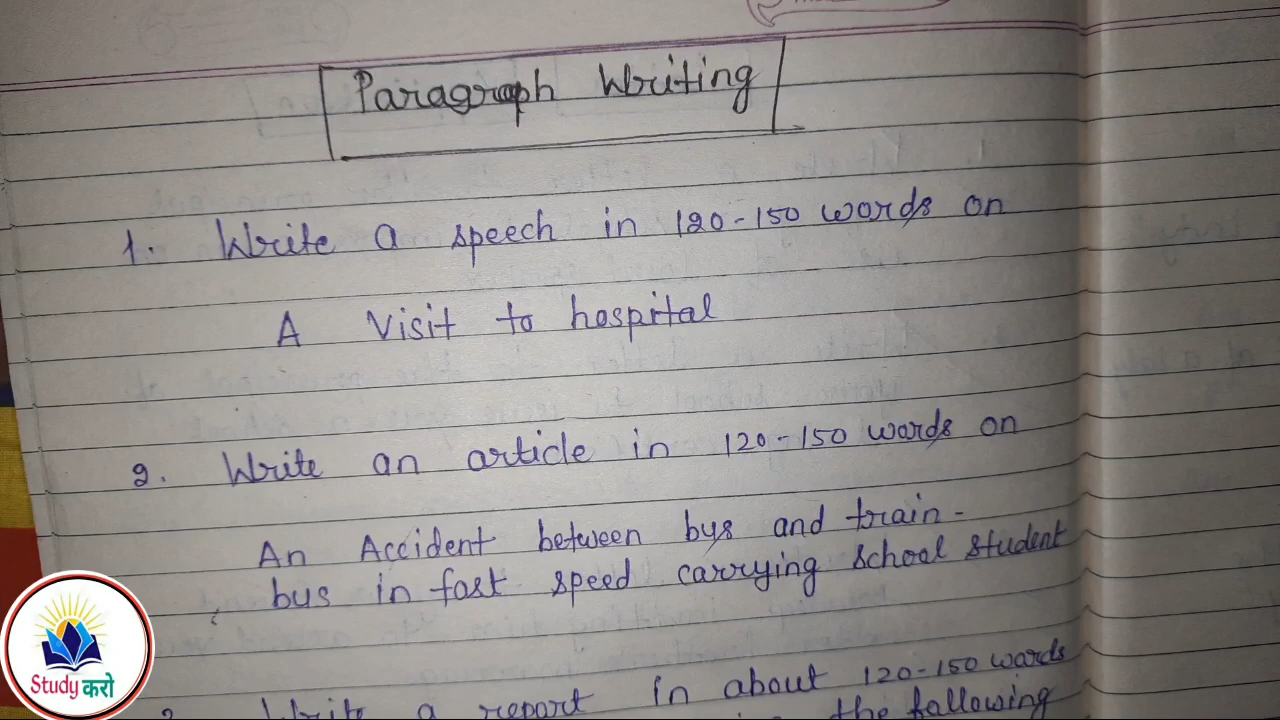 Paragraph Writing
1. Write a speech in 120-150 words on
A Visit to hospital
2. Write an article in 120-150 words on
An Accident between bus and train-
bus in fast speed carrying school student
Write a report in about 120-150 words
the following
Study करो